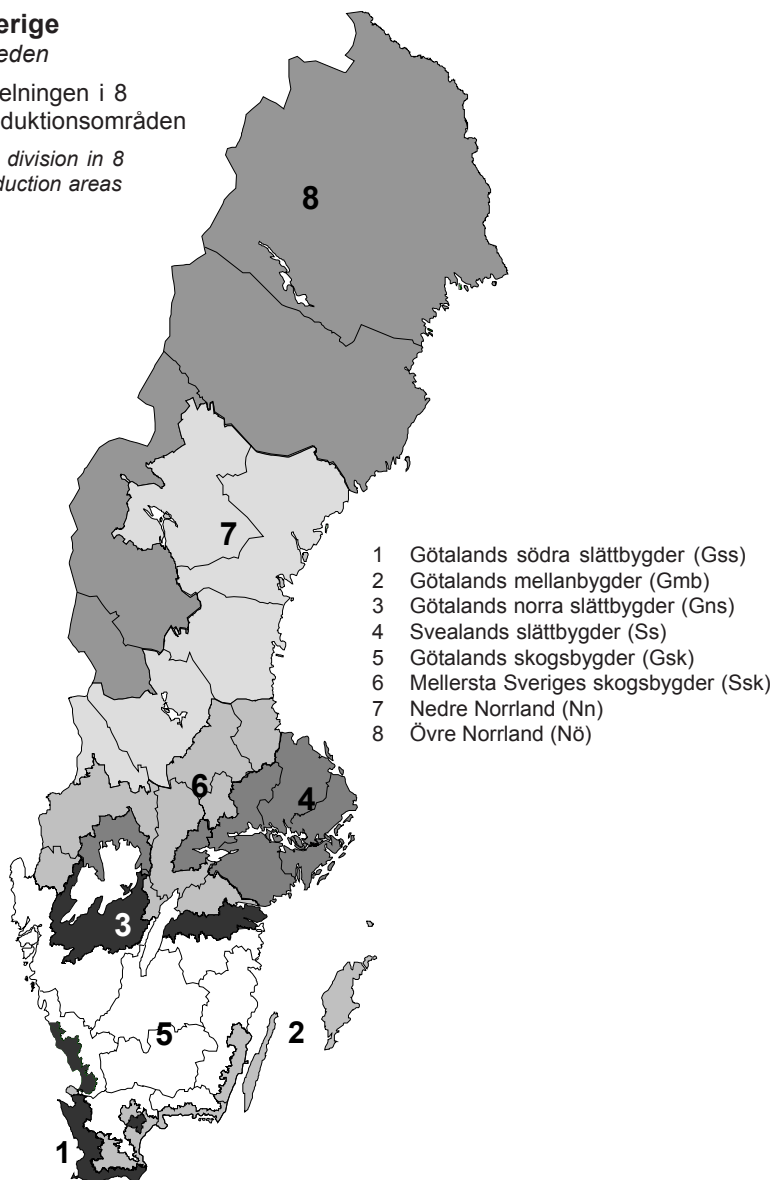 erige
eden
elningen i 8
duktionsområden
division in 8
duction areas
8
7
1 Götalands södra slättbygder (Gss)
2 Götalands mellanbygder (Gmb)
3 Götalands norra slättbygder (Gns)
4 Svealands slättbygder (Ss)
5 Götalands skogsbygder (Gsk)
6 Mellersta Sveriges skogsbygder (Ssk)
7 Nedre Norrland (Nn)
8 Övre Norrland (Nö)
6
4
3
5
2
1